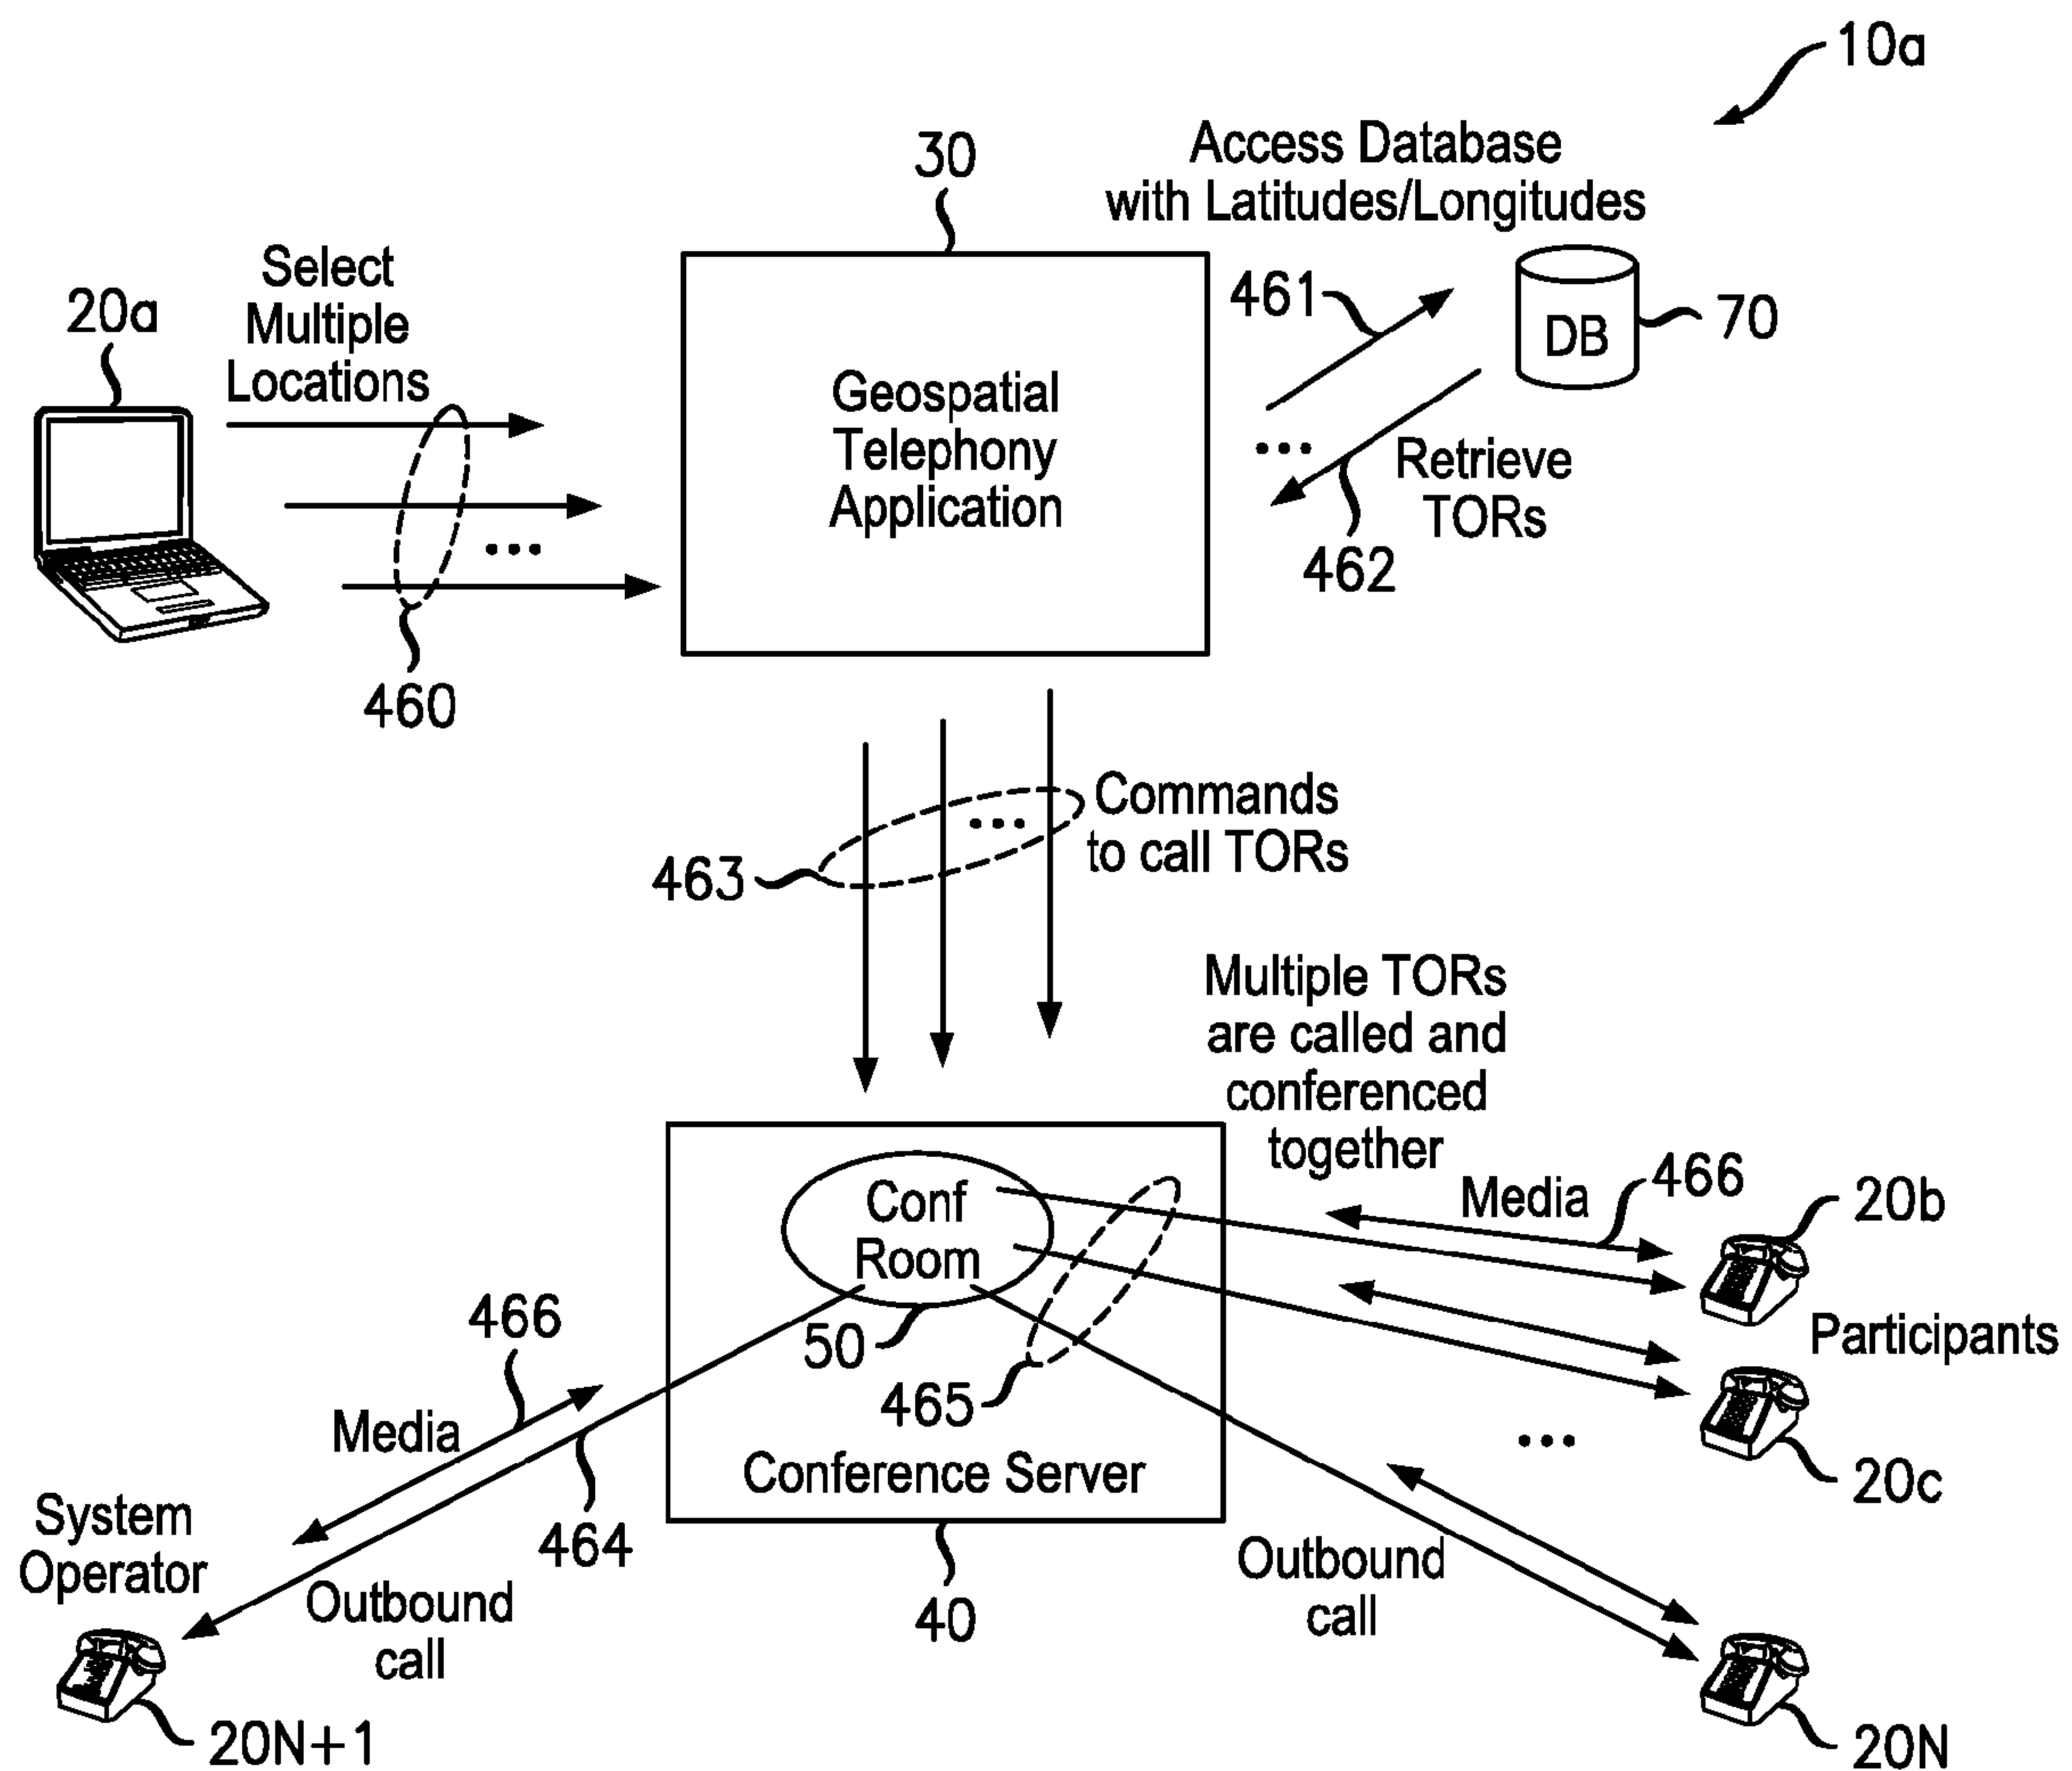 10a
30
Access Database
with Latitudes/Longitudes
20a
Select
Multiple
Locations
461
DB
70
Geospatial
Telephony
Application
Retrieve
TORs
462
460
Commands
to call TORs
463
Multiple TORs
are called and
conferenced
together
Conf
Room
Media
466
20b
50
466
Media
465
Participants
Conference Server
20c
System
Operator
464
Outbound
call
40
Outbound
call
20N+1
20N